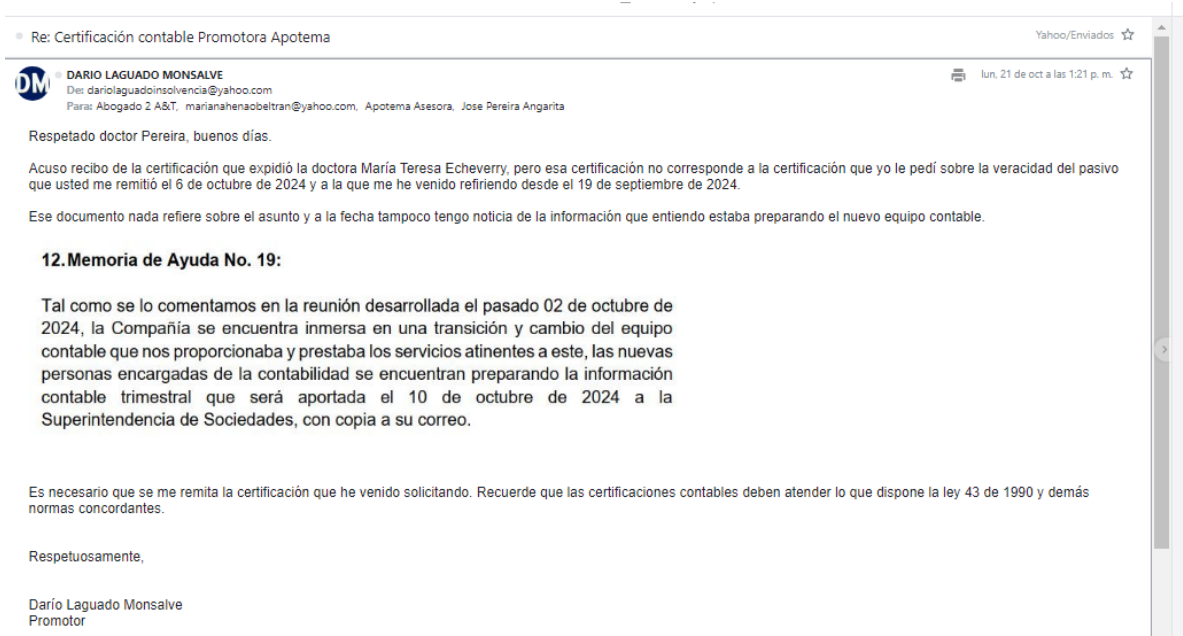 Re: Certificación contable Promotora Apotema
Yahoo/Enviados
DM
DARIO LAGUADO MONSALVE
lun, 21 de oct a las 1:21 p. m.
De: dariolaguadoinsolvencia@yahoo.com
Para: Abogado 2 A&T, marianahenaobeltran@yahoo.com, Apotema Asesora, Jose Pereira Angarita
Respetado doctor Pereira, buenos días.
Acuso recibo de la certificación que expidió la doctora María Teresa Echeverry, pero esa certificación no corresponde a la certificación que yo le pedí sobre la veracidad del pasivo
que usted me remitió el 6 de octubre de 2024 y a la que me he venido refiriendo desde el 19 de septiembre de 2024.
Ese documento nada refiere sobre el asunto y a la fecha tampoco tengo noticia de la información que entiendo estaba preparando el nuevo equipo contable.
12. Memoria de Ayuda No. 19:
Tal como se lo comentamos en la reunión desarrollada el pasado 02 de octubre de
2024, la Compañía se encuentra inmersa en una transición y cambio del equipo
contable que nos proporcionaba y prestaba los servicios atinentes a este, las nuevas
personas encargadas de la contabilidad se encuentran preparando la información
contable trimestral que será aportada el 10 de octubre de 2024 a la
Superintendencia de Sociedades, con copia a su correo.
Es necesario que se me remita la certificación que he venido solicitando. Recuerde que las certificaciones contables deben atender lo que dispone la ley 43 de 1990 y demás
normas concordantes.
Respetuosamente,
Darío Laguado Monsalve
Promotor